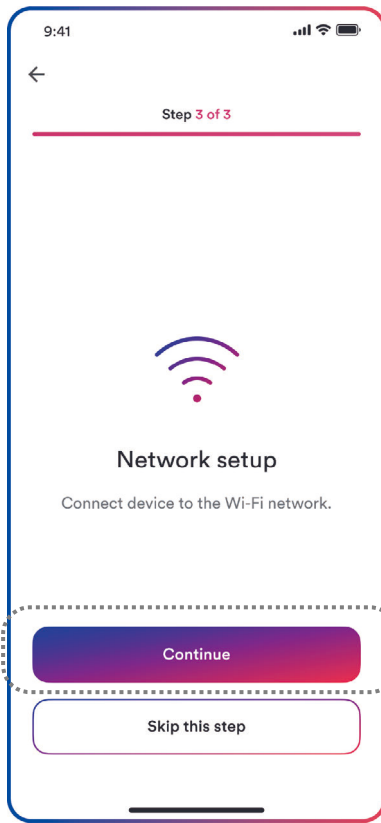 9:41
Step 3 of 3
Network setup
Connect device to the Wi-Fi network.
Continue
Skip this step